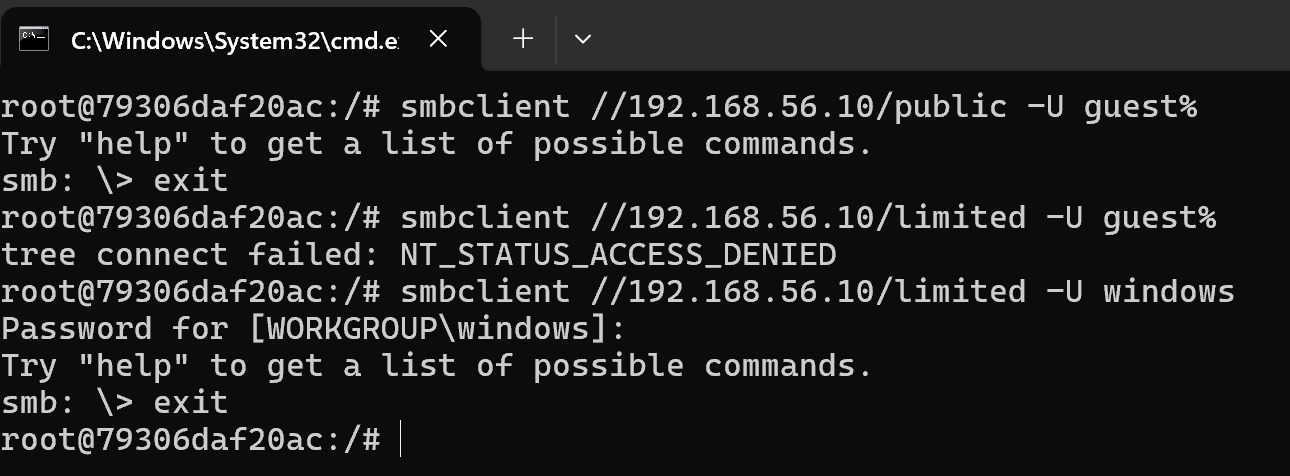 C:\Windows\System32\cmd.e
root@79306daf20ac:/# smbclient //192.168.56.10/public -U guest%
Try "help" to get a list of possible commands.
smb: \> exit
root@79306daf20ac:/# smbclient //192.168.56.10/limited -U guest%
tree connect failed: NT_STATUS_ACCESS_DENIED
root@79306daf20ac:/# smbclient //192.168.56.10/limited -U windows
Password for [WORKGROUP\windows]:
Try "help" to get a list of possible commands.
smb: \> exit
root@79306daf20ac:/#